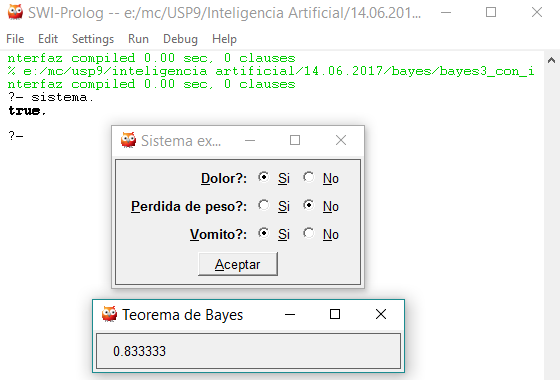 SWI-Prolog -- e:/mc/USP9/Inteligencia Artificial/14.06.201...
File Edit Settings Run Debug Help
nterfaz compiled 0.00 sec, 0 clauses
% e:/mc/usp9/inteligencia artificial/14.06.2017/bayes/bayes3_con_i
nterfaz compiled 0.00 sec, 0 clauses
?- sistema.
true.
?-
Sistema ex...
Dolor?: Si No
Perdida de peso?: Si No
Vomito?: Si No
Aceptar
Teorema de Bayes
0.833333